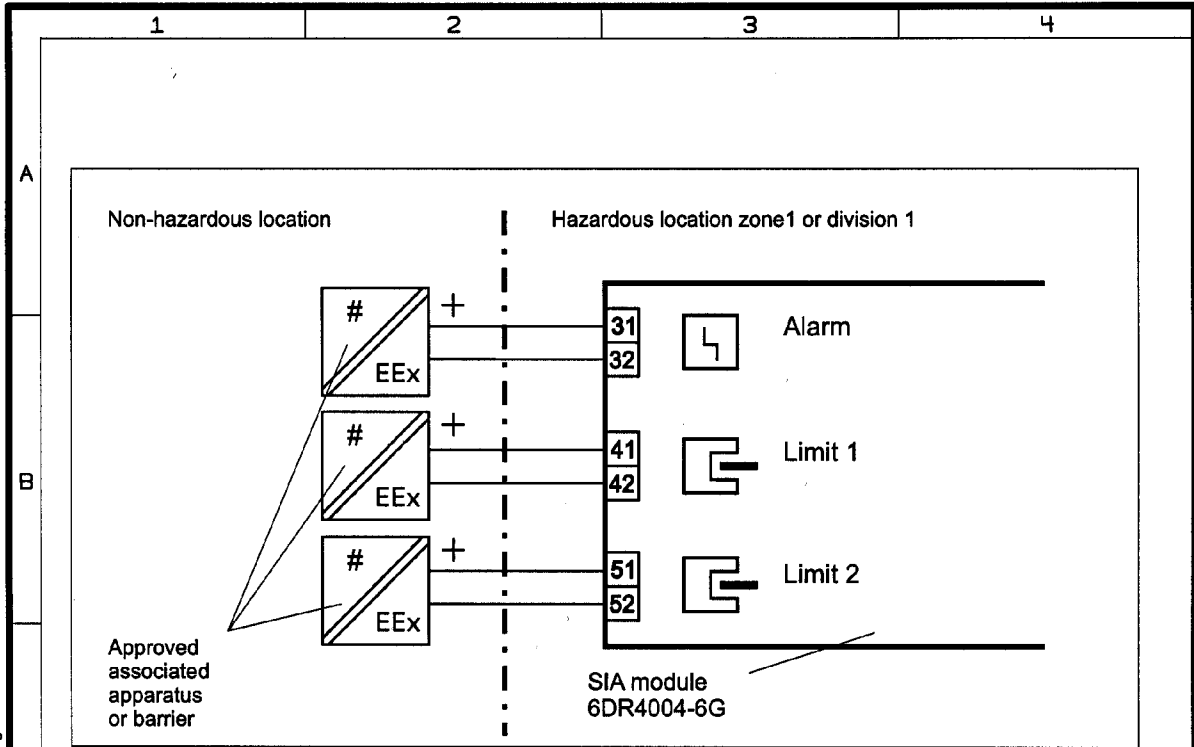 1 2 3 4
A
B
Non-hazardous location
Hazardous location zone1 or division 1
# + EEx
31
32
Alarm
# + EEx
41
42
Limit 1
# + EEx
51
52
Limit 2
Approved
associated
apparatus
or barrier
SIA module
6DR4004-6G